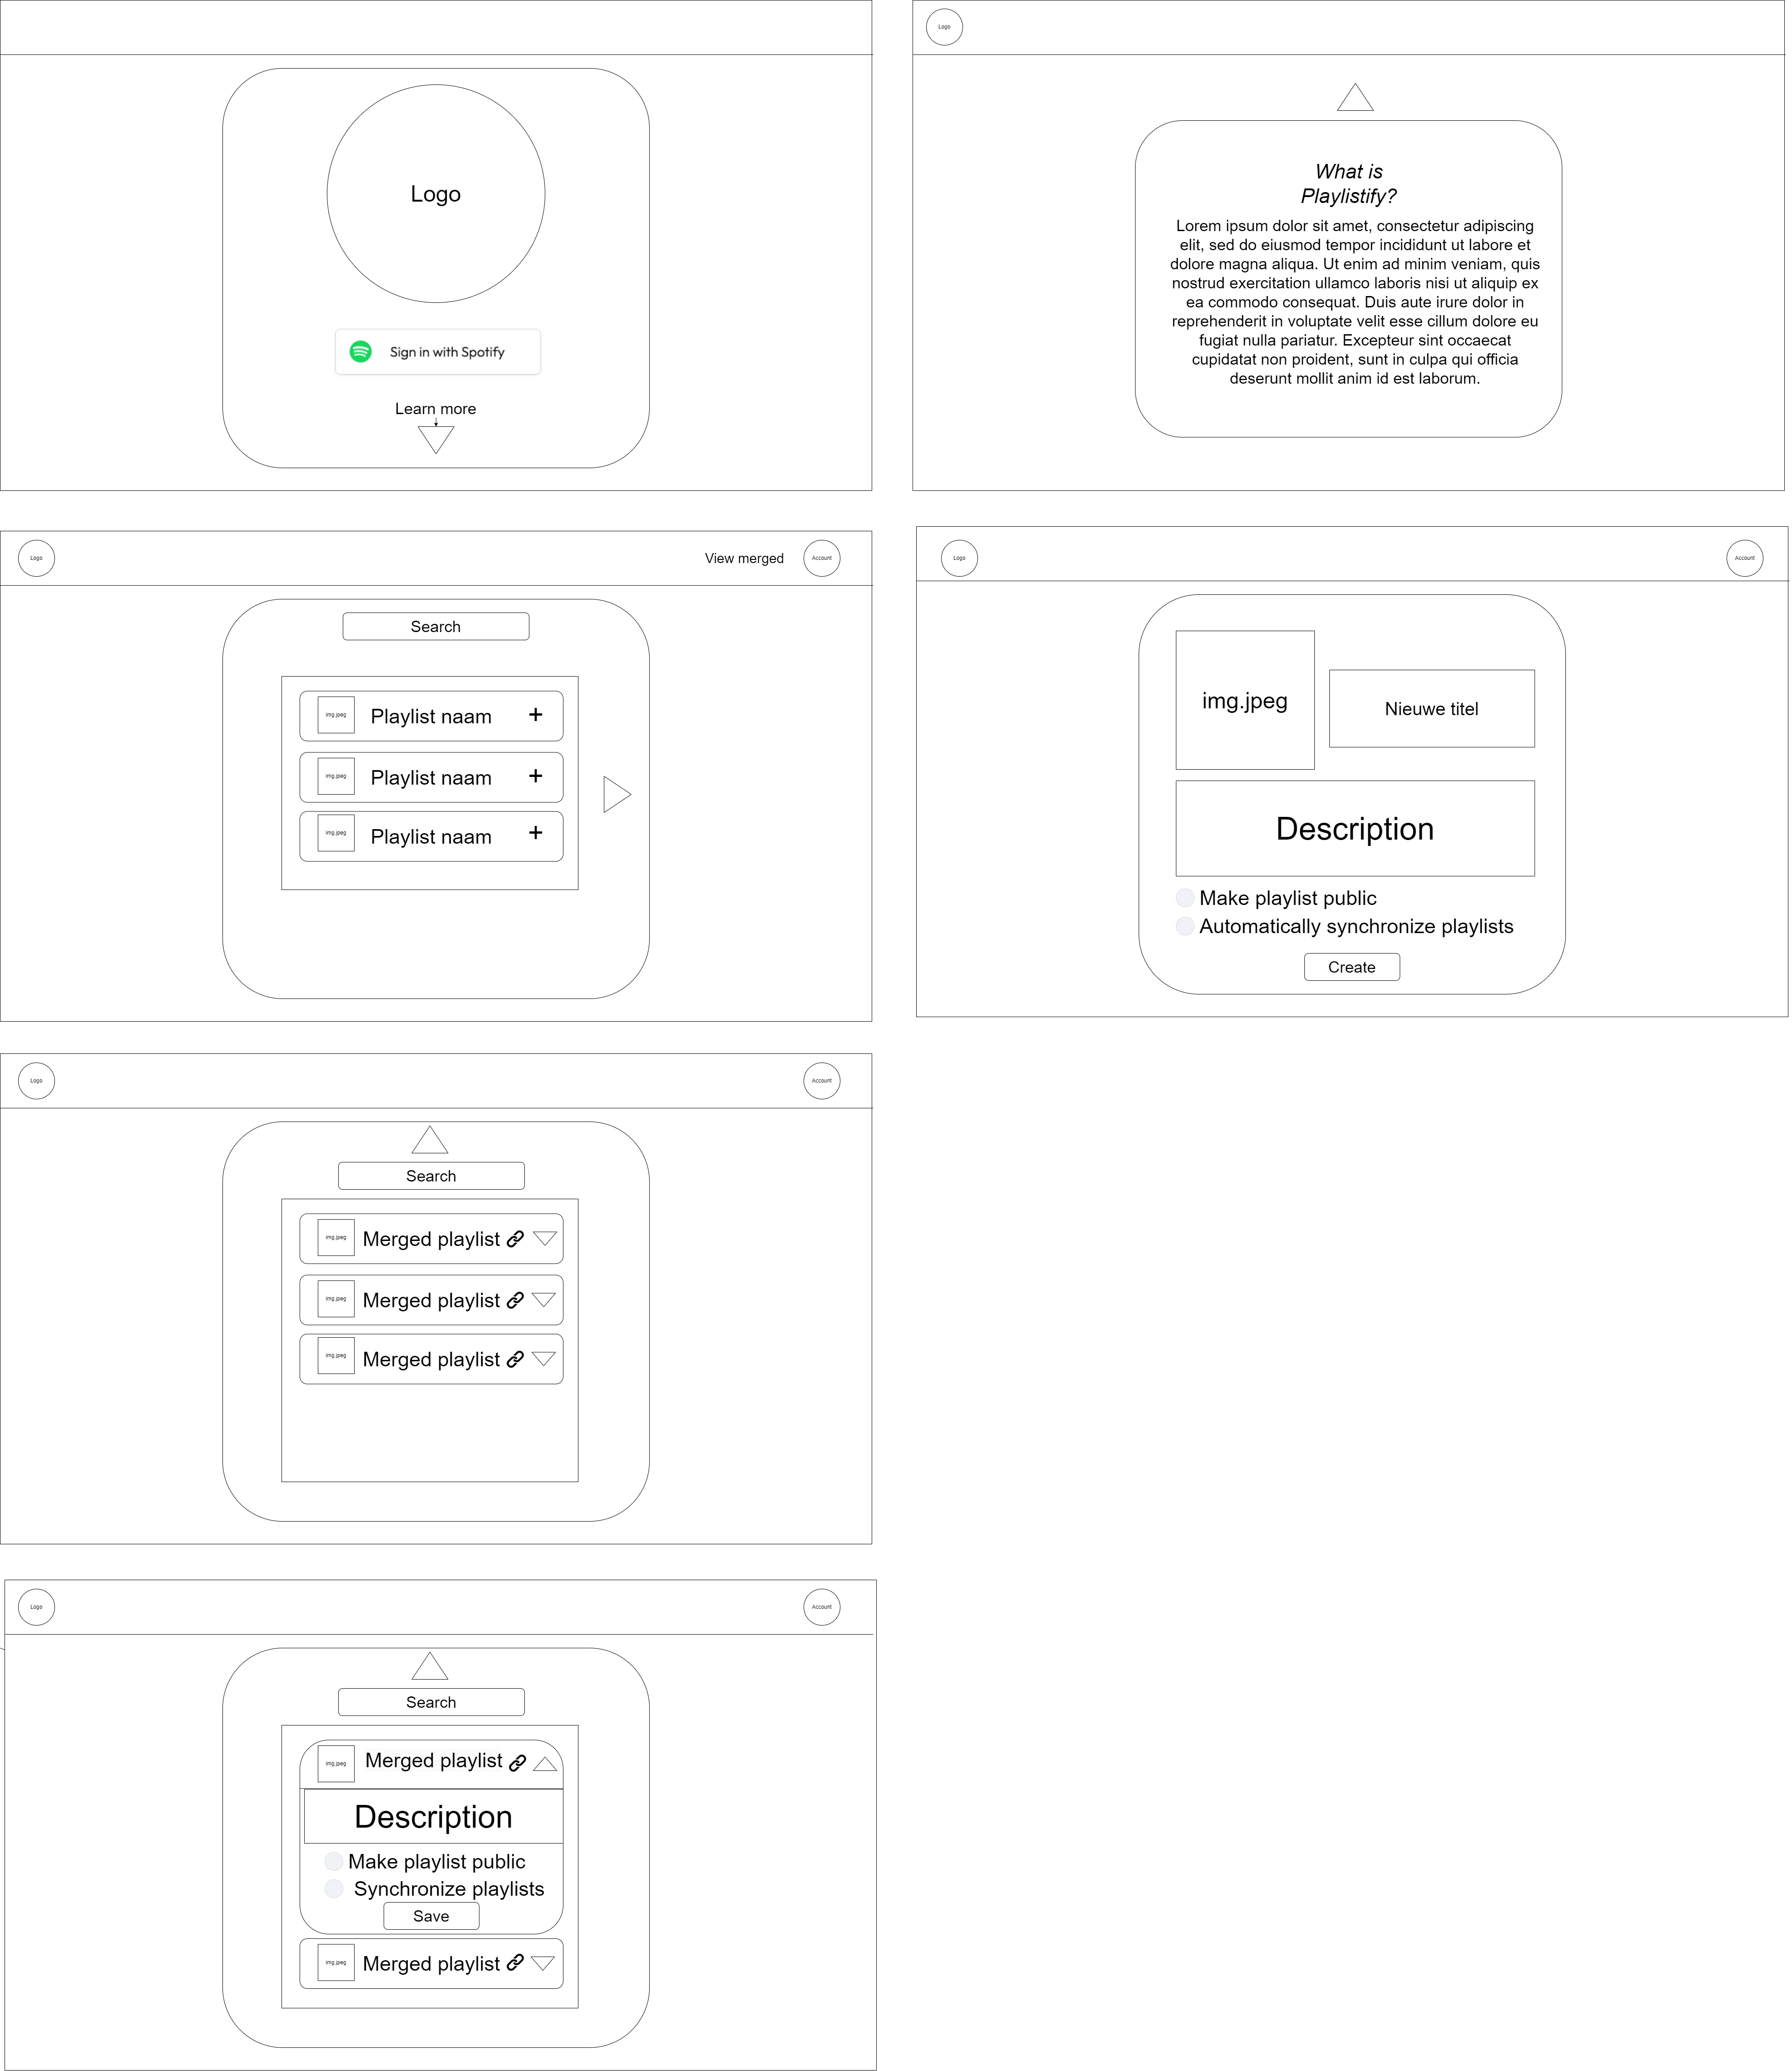 Logo
Sign in with Spotify
Learn more
Logo
What is
Playlistify?
Lorem ipsum dolor sit amet, consectetur adipiscing
elit, sed do eiusmod tempor incididunt ut labore et
dolore magna aliqua. Ut enim ad minim veniam, quis
nostrud exercitation ullamco laboris nisi ut aliquip ex
ea commodo consequat. Duis aute irure dolor in
reprehenderit in voluptate velit esse cillum dolore eu
fugiat nulla pariatur. Excepteur sint occaecat
cupidatat non proident, sunt in culpa qui officia
deserunt mollit anim id est laborum.
Logo
View merged
Account
Search
img.jpeg
Playlist naam
+
img.jpeg
Playlist naam
+
img.jpeg
Playlist naam
+
Logo
Account
img.jpeg
Nieuwe titel
Description
Make playlist public
Automatically synchronize playlists
Create
Logo
Account
Search
img.jpeg
Merged playlist
img.jpeg
Merged playlist
img.jpeg
Merged playlist
Logo
Account
Search
img.jpeg
Merged playlist
Description
Make playlist public
Synchronize playlists
Save
img.jpeg
Merged playlist